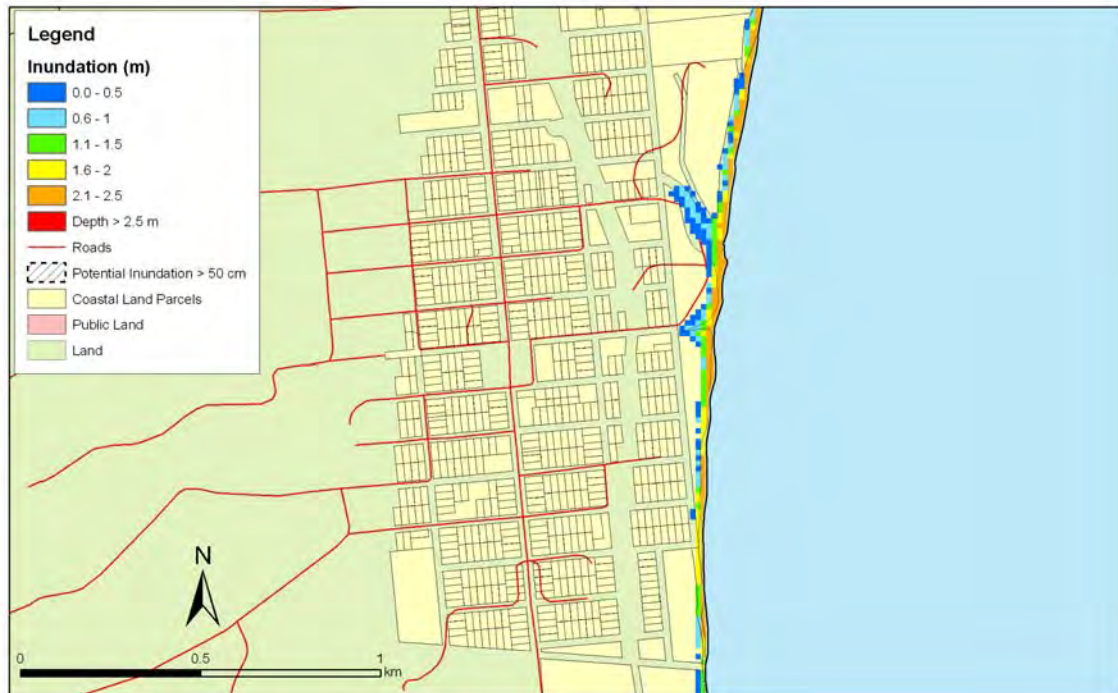 Legend
Inundation (m)
0.0 - 0.5
0.6 - 1
1.1 - 1.5
1.6 - 2
2.1 - 2.5
Depth > 2.5 m
Roads
Potential Inundation > 50 cm
Coastal Land Parcels
Public Land
Land
N
0 0.5 1
km